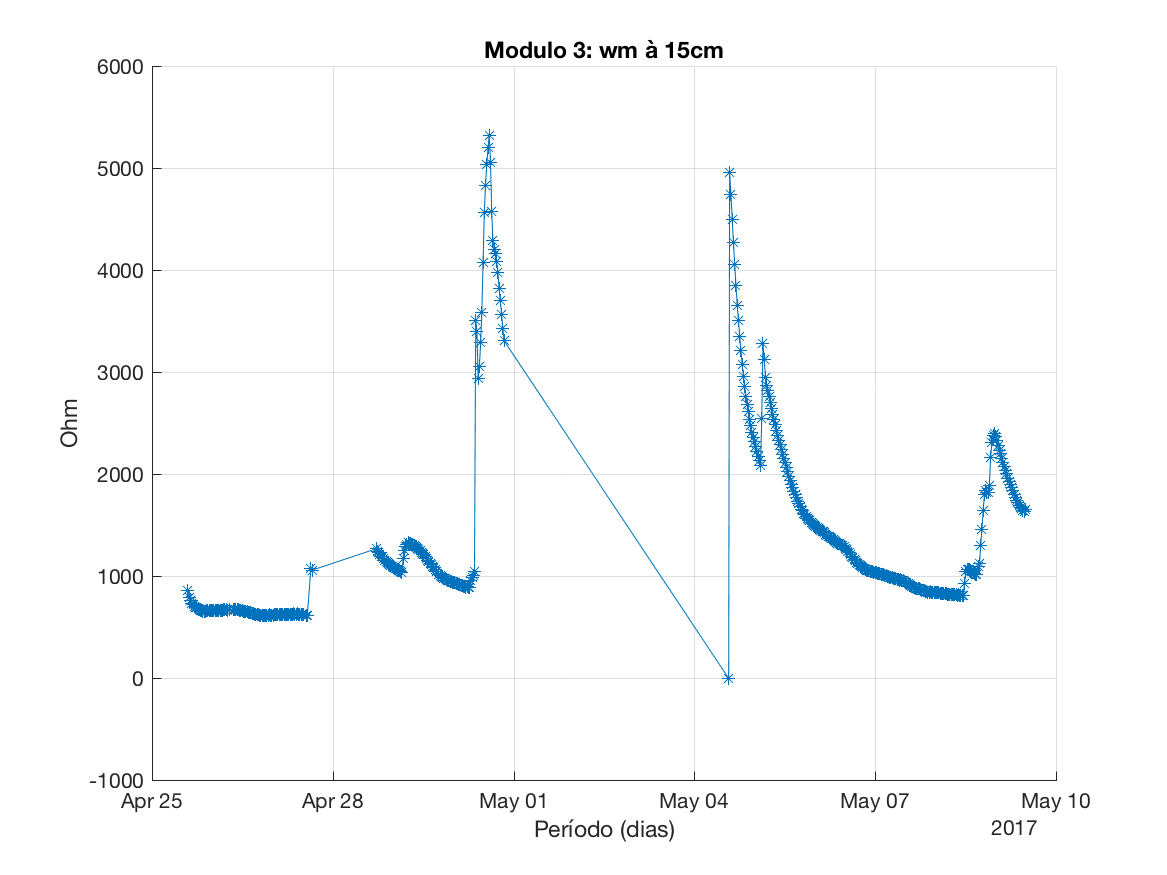 Modulo 3: wm à 15cm
6000
5000
4000
3000
2000
1000
0
-1000
Ohm
Apr 25
Apr 28
May 01
May 04
May 07
May 10
Período (dias)
2017